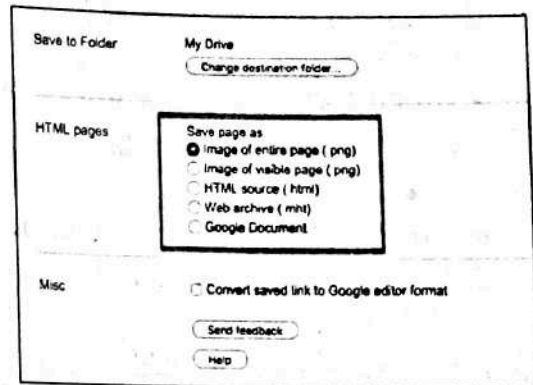 Save to Folder
My Drive
Change destination folder...
HTML pages
Save page as
Image of entire page (png)
Image of visible page (png)
HTML source (html)
Web archive (mht)
Google Document
Misc
Convert saved link to Google editor format
Send feedback
Help